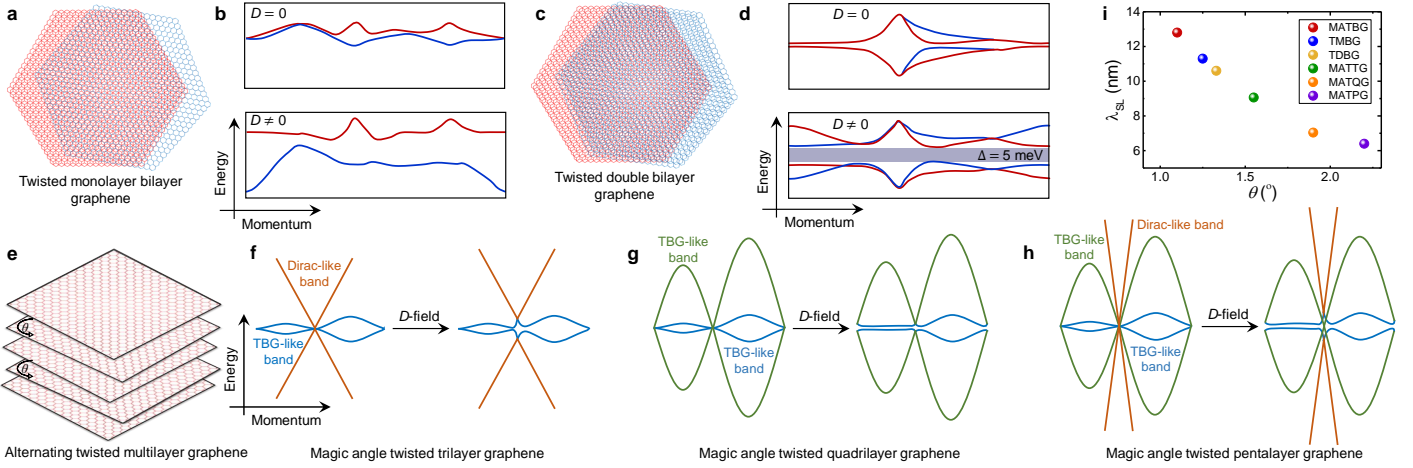 a
Twisted monolayer bilayer
graphene
b
D = 0
D ≠ 0
Energy
Momentum
c
Twisted double bilayer
graphene
d
D = 0
D ≠ 0
Δ = 5 meV
Energy
Momentum
i
14
12
10
8
6
λSL (nm)
1.0
1.5
2.0
θ (°)
MATBG
TMBG
TDBG
MATTG
MATQG
MATPG
e
θ
θ
Alternating twisted multilayer graphene
f
Dirac-like
band
TBG-like
band
D-field
Energy
Momentum
Magic angle twisted trilayer graphene
g
TBG-like
band
TBG-like
band
D-field
Magic angle twisted quadrilayer graphene
h
TBG-like
band
Dirac-like band
TBG-like
band
D-field
Magic angle twisted pentalayer graphene